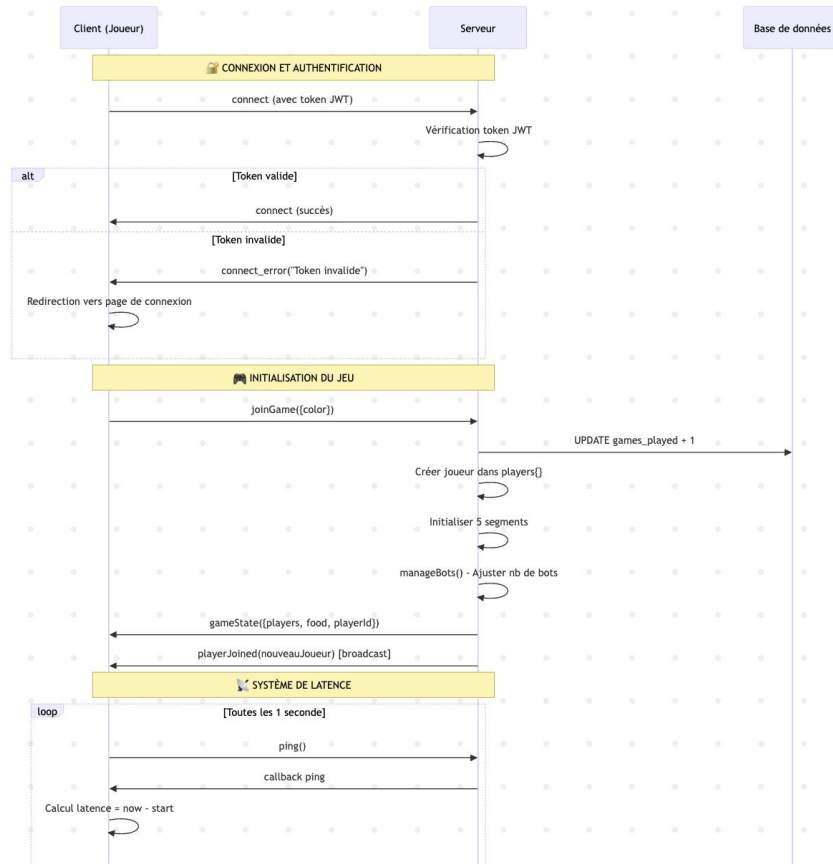 Client (Joueur)
Serveur
Base de données
🔐 CONNEXION ET AUTHENTIFICATION
connect (avec token JWT)
Vérification token JWT
alt
[Token valide]
connect (succès)
[Token invalide]
connect_error("Token invalide")
Redirection vers page de connexion
🎮 INITIALISATION DU JEU
joinGame({color})
UPDATE games_played + 1
Créer joueur dans players{}
Initialiser 5 segments
manageBots() - Ajuster nb de bots
gameState({players, food, playerId})
playerJoined(nouveauJoueur) [broadcast]
📡 SYSTÈME DE LATENCE
loop
[Toutes les 1 seconde]
ping()
callback ping
Calcul latence = now - start